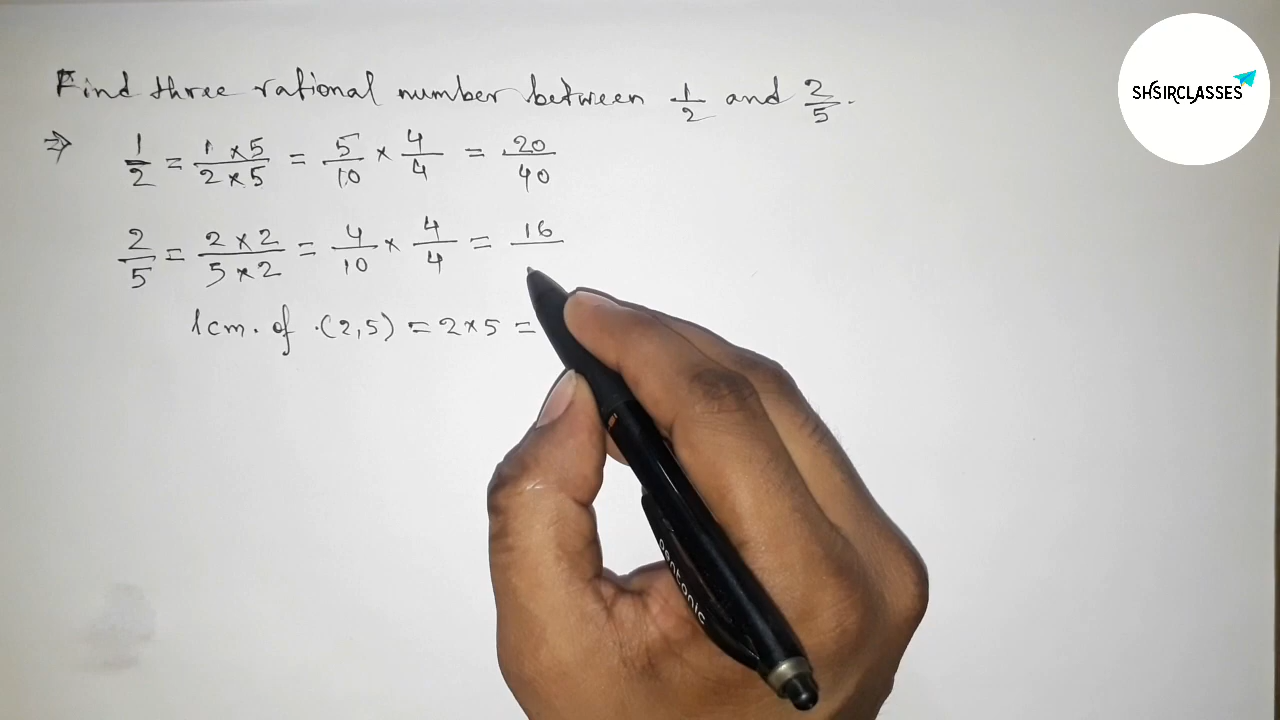 Find three rational number between 1/2 and 2/5.
⇒ 1/2 = 1×5/2×5 = 5/10 × 4/4 = 20/40
2/5 = 2×2/5×2 = 4/10 × 4/4 = 16/
lcm. of (2,5) = 2×5 =
SHSIRCLASSES
pentonic